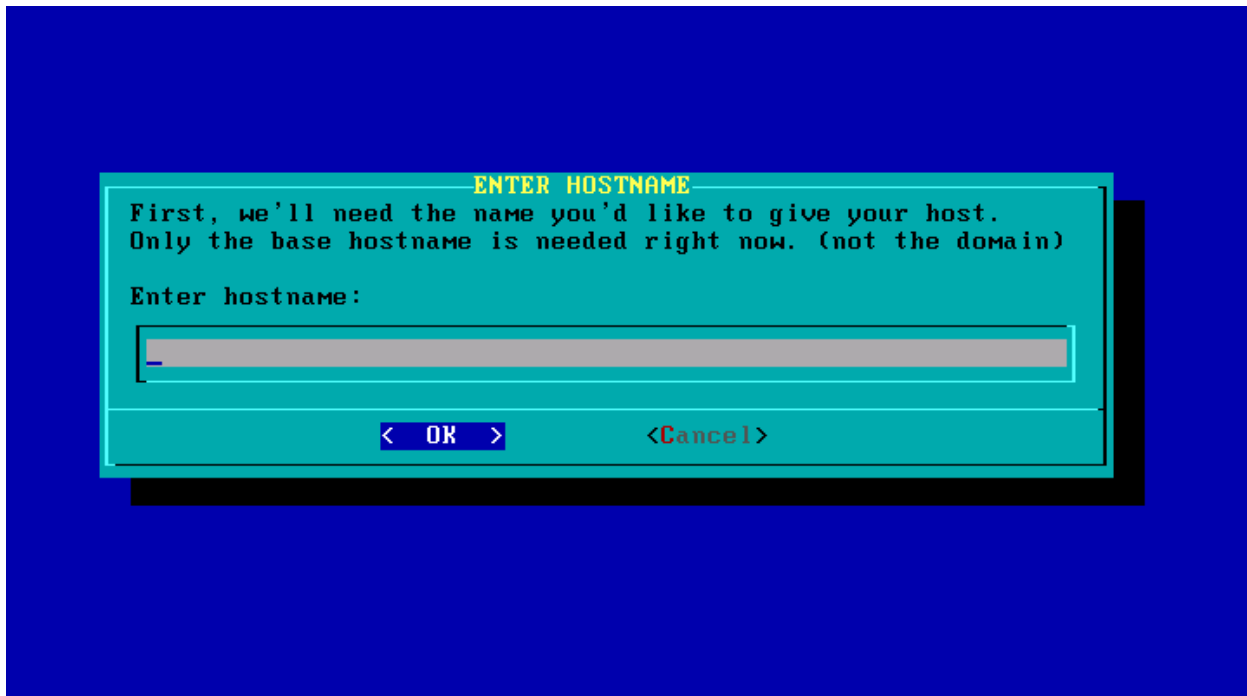 ENTER HOSTNAME
First, we'll need the name you'd like to give your host.
Only the base hostname is needed right now. (not the domain)
Enter hostname:
< OK > <Cancel>